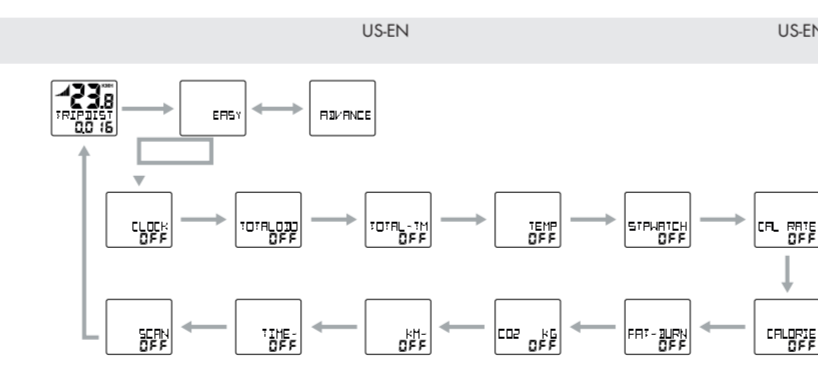 US-EN US-EN
23.8
TRIPDIST
0.016
EASY
ADVANCE
CLOCK
OFF
TOTALODO
OFF
TOTAL-TM
OFF
TEMP
OFF
STPWATCH
OFF
CAL RATE
OFF
SCAN
OFF
TIME-
OFF
KM-
OFF
CO2 KG
OFF
FAT-BURN
OFF
CALORIE
OFF